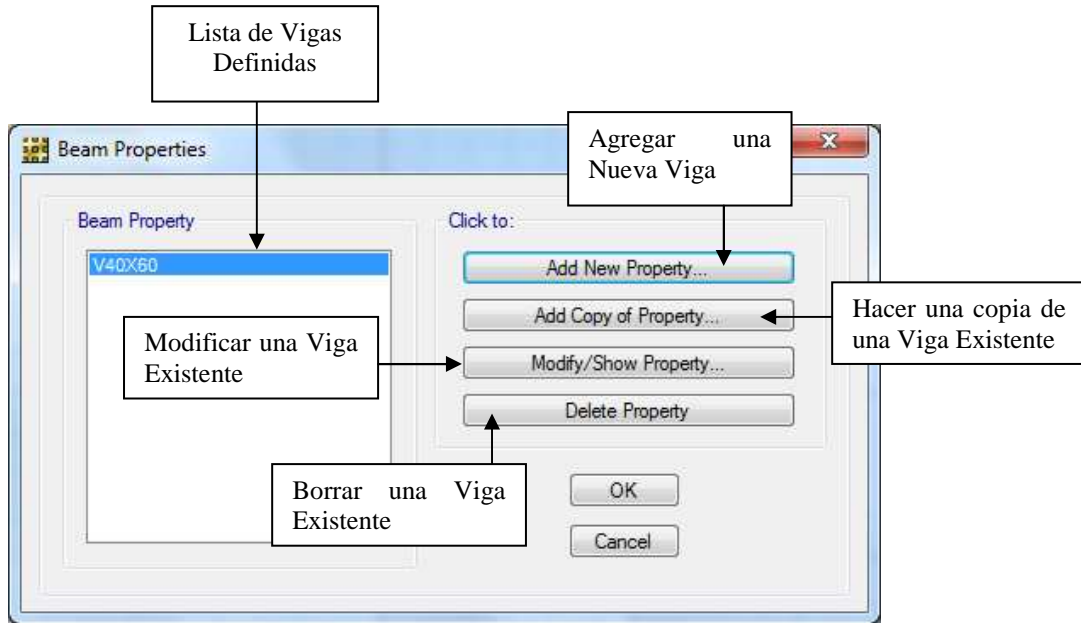 Lista de Vigas
Definidas
Beam Properties
Agregar una
Nueva Viga
Beam Property
Click to:
V40X60
Add New Property...
Add Copy of Property...
Hacer una copia de
una Viga Existente
Modificar una Viga
Existente
Modify/Show Property...
Delete Property
Borrar una Viga
Existente
OK
Cancel